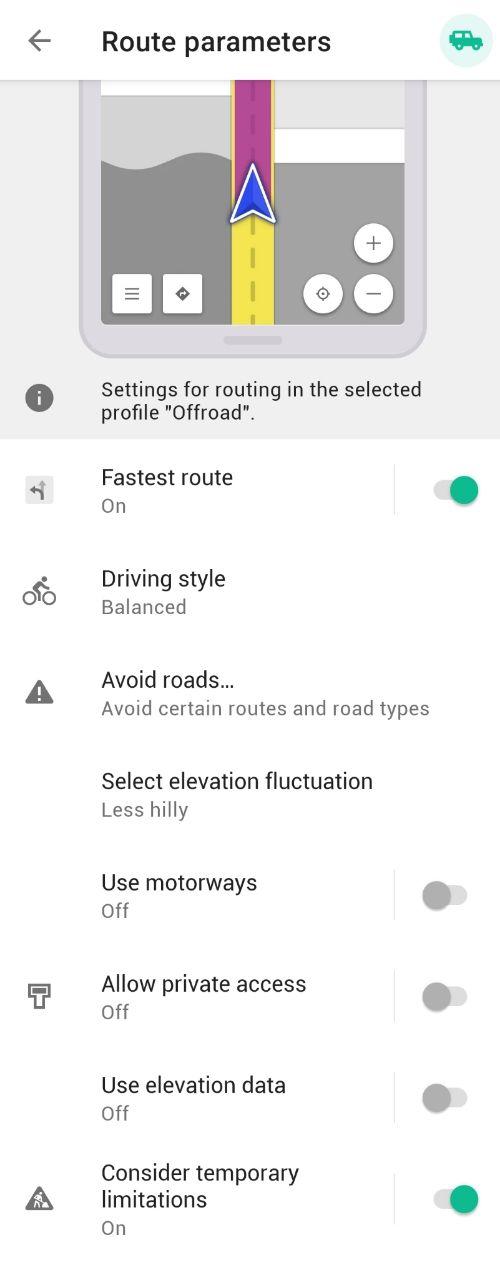 Route parameters
Settings for routing in the selected
profile "Offroad".
Fastest route
On
Driving style
Balanced
Avoid roads…
Avoid certain routes and road types
Select elevation fluctuation
Less hilly
Use motorways
Off
Allow private access
Off
Use elevation data
Off
Consider temporary
limitations
On